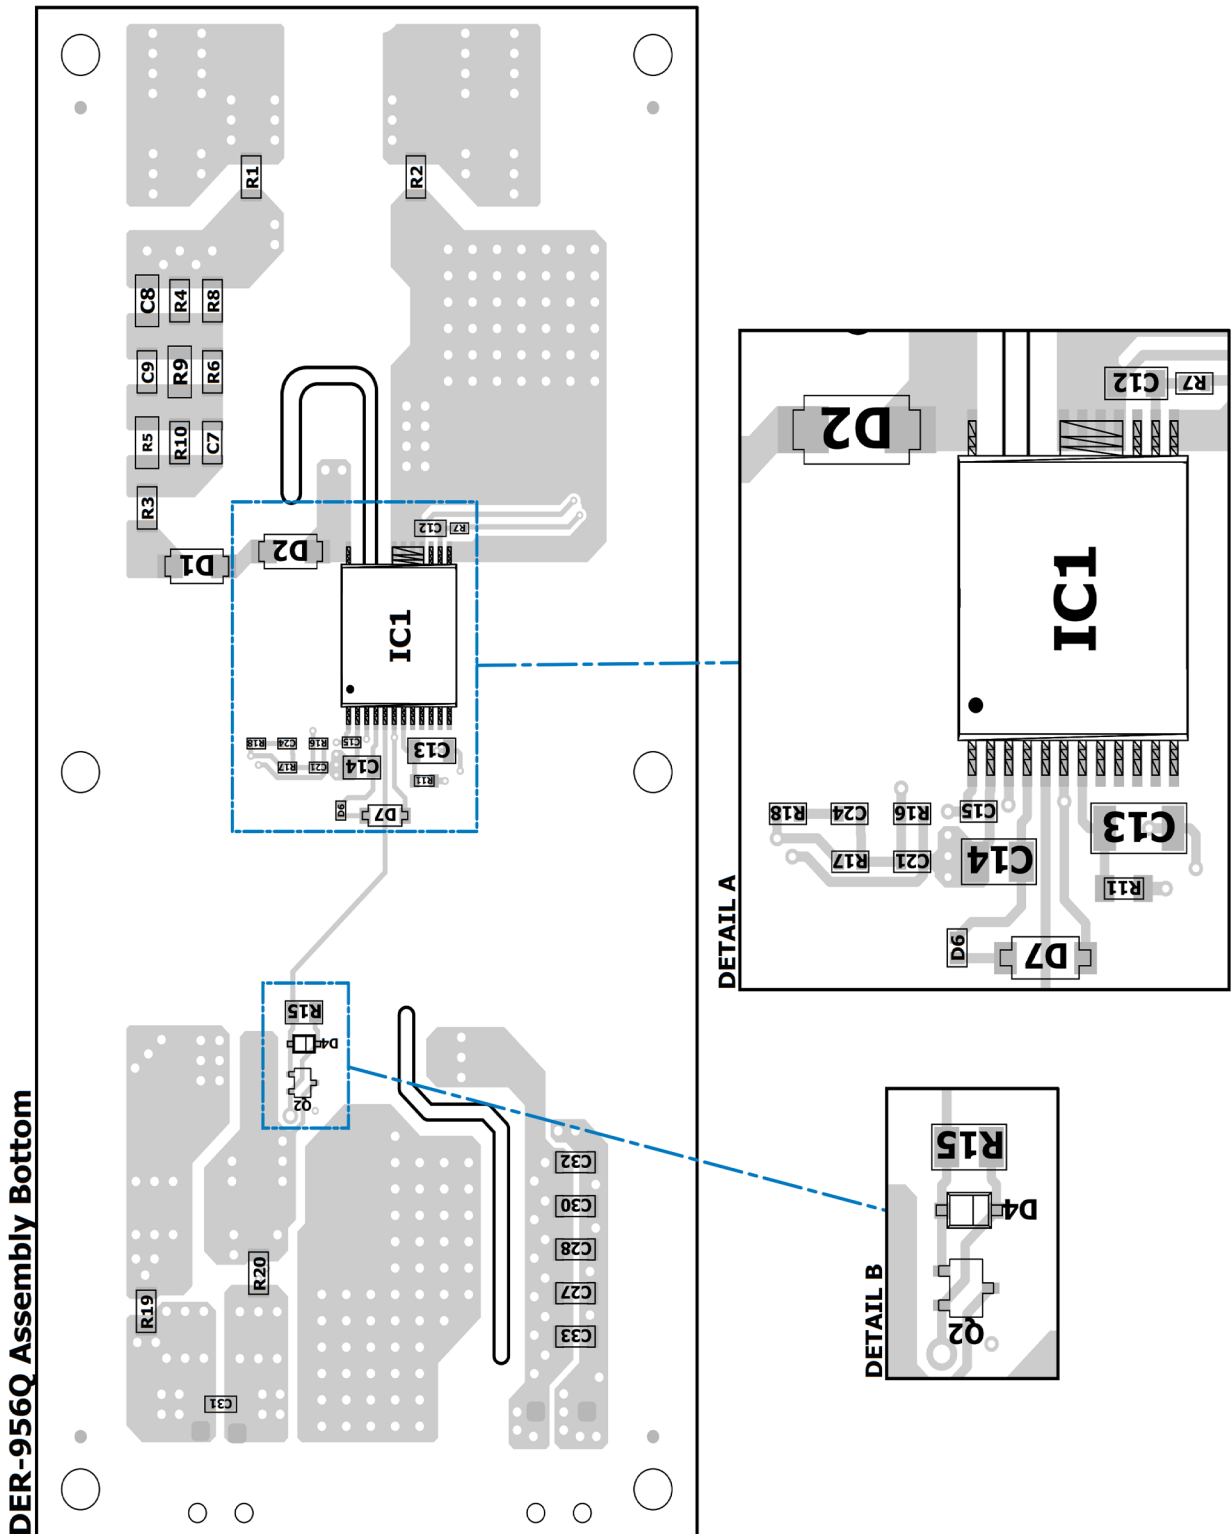 R1
R2
C8
R4
R8
C9
R9
R6
R5
R10
C7
R3
D1
D2
C12
R7
IC1
R18
C24
R16
C15
C13
R17
C21
C14
R11
D6
D7
R15
D4
Q2
C32
C30
C28
C27
C33
R20
R19
C31
DER-956Q Assembly Bottom
C12
R7
D2
IC1
R18
C24
R16
C15
C13
R17
C21
C14
R11
D6
D7
DETAIL A
R15
D4
Q2
DETAIL B